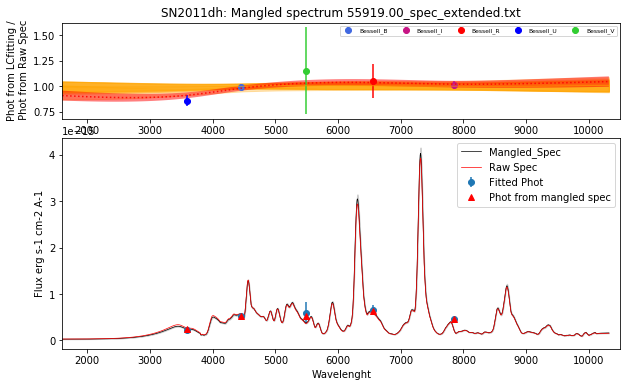 SN2011dh: Mangled spectrum 55919.00_spec_extended.txt
Phot from LCfitting /
Phot from Raw Spec
1.50
1.25
1.00
0.75
Bessell_B
Bessell_I
Bessell_R
Bessell_U
Bessell_V
2000 3000 4000 5000 6000 7000 8000 9000 10000
1e-15
Flux erg s-1 cm-2 A-1
4
3
2
1
0
Mangled_Spec
Raw Spec
Fitted Phot
Phot from mangled spec
2000 3000 4000 5000 6000 7000 8000 9000 10000
Wavelenght